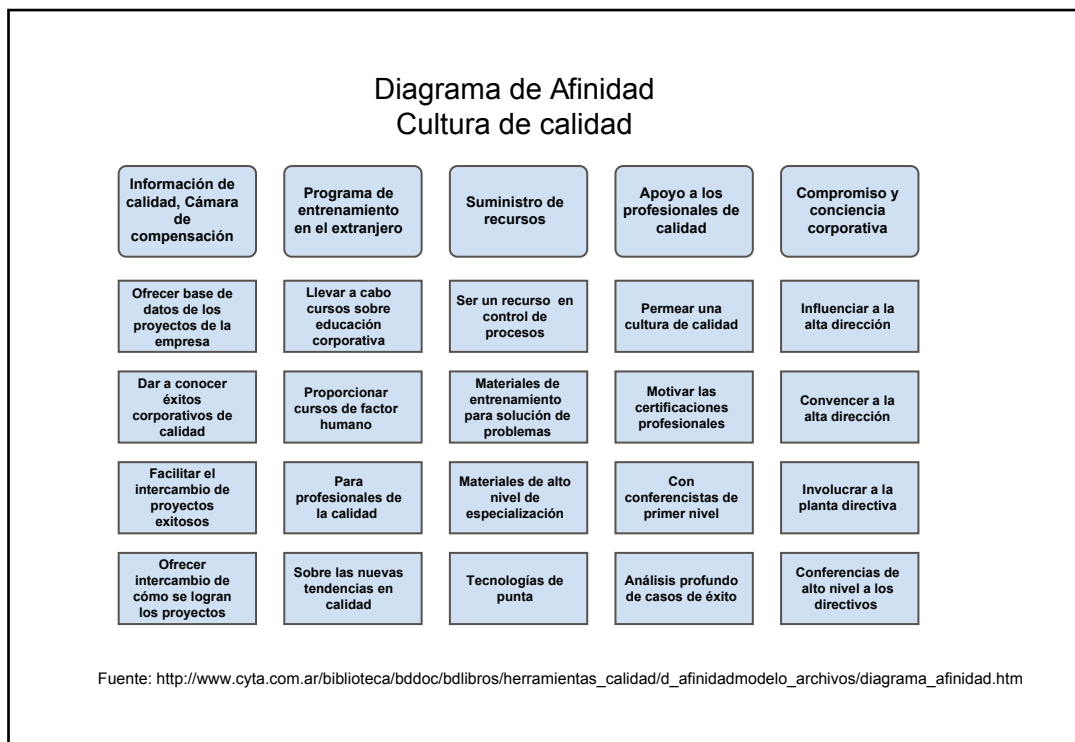 Diagrama de Afinidad
Cultura de calidad
Información de
calidad, Cámara
de
compensación
Programa de
entrenamiento
en el extranjero
Suministro de
recursos
Apoyo a los
profesionales de
calidad
Compromiso y
conciencia
corporativa
Ofrecer base de
datos de los
proyectos de la
empresa
Llevar a cabo
cursos sobre
educación
corporativa
Ser un recurso en
control de
procesos
Permear una
cultura de calidad
Influenciar a la
alta dirección
Dar a conocer
éxitos
corporativos de
calidad
Proporcionar
cursos de factor
humano
Materiales de
entrenamiento
para solución de
problemas
Motivar las
certificaciones
profesionales
Convencer a la
alta dirección
Facilitar el
intercambio de
proyectos
exitosos
Para
profesionales de
la calidad
Materiales de alto
nivel de
especialización
Con
conferencistas de
primer nivel
Involucrar a la
planta directiva
Ofrecer
intercambio de
cómo se logran
los proyectos
Sobre las nuevas
tendencias en
calidad
Tecnologías de
punta
Análisis profundo
de casos de éxito
Conferencias de
alto nivel a los
directivos
Fuente: http://www.cyta.com.ar/biblioteca/bddoc/bdlibros/herramientas_calidad/d_afinidadmodelo_archivos/diagrama_afinidad.htm